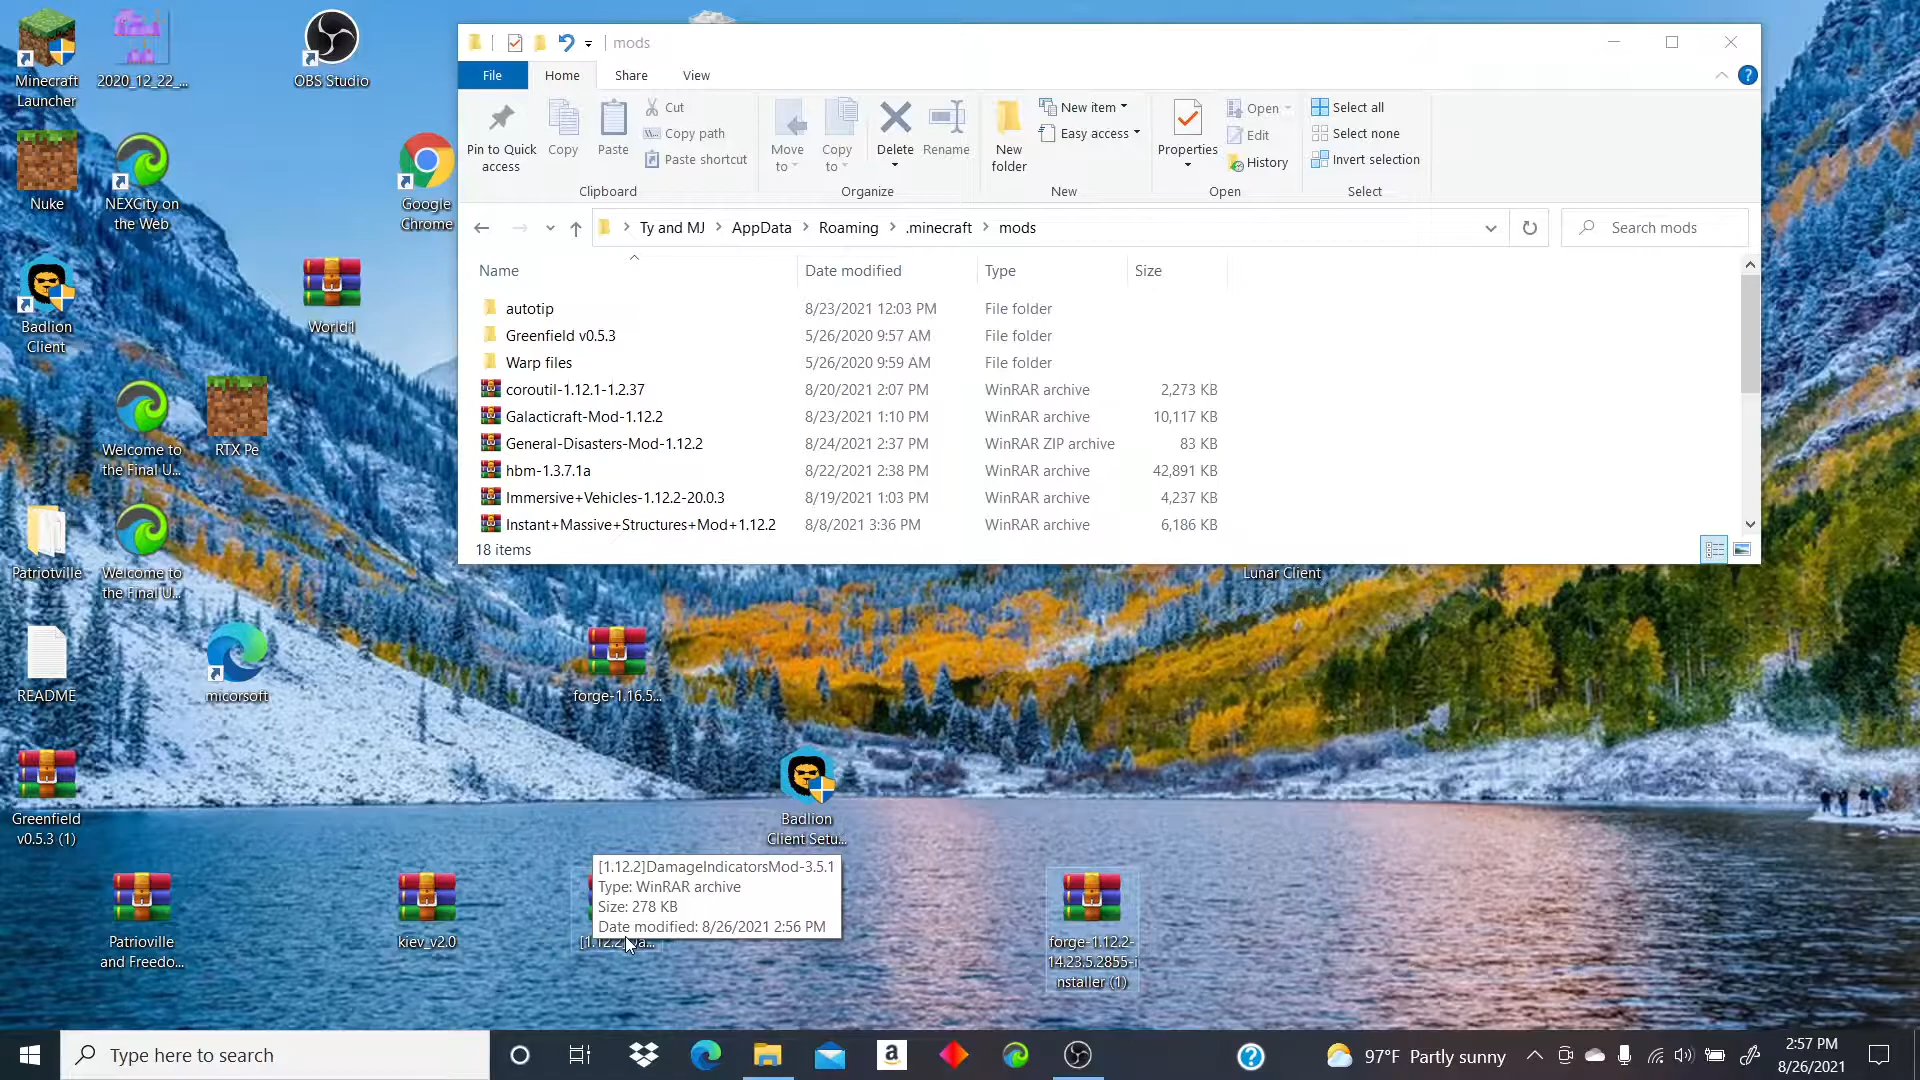 Minecraft
Launcher
2020_12_22_...
OBS Studio
Nuke
NEXCity on
the Web
Google
Chrome
Badlion
Client
World1
Welcome to
the Final U...
RTX Pe
Patriotville
Welcome to
the Final U...
README
micorsoft
forge-1.16.5...
Greenfield
v0.5.3 (1)
Badlion
Client Setu...
Patrioville
and Freedo...
kiev_v2.0
forge-1.12.2-
14.23.5.2855-i
nstaller (1)
Lunar Client
mods
File
Home
Share
View
?
Pin to Quick
access
Copy
Paste
Cut
Copy path
Paste shortcut
Clipboard
Move
to
Copy
to
Delete
Rename
Organize
New
folder
New item
Easy access
New
Properties
Open
Edit
History
Open
Select all
Select none
Invert selection
Select
Ty and MJ > AppData > Roaming > .minecraft > mods
Search mods
Name Date modified Type Size
autotip 8/23/2021 12:03 PM File folder
Greenfield v0.5.3 5/26/2020 9:57 AM File folder
Warp files 5/26/2020 9:59 AM File folder
coroutil-1.12.1-1.2.37 8/20/2021 2:07 PM WinRAR archive 2,273 KB
Galacticraft-Mod-1.12.2 8/23/2021 1:10 PM WinRAR archive 10,117 KB
General-Disasters-Mod-1.12.2 8/24/2021 2:37 PM WinRAR ZIP archive 83 KB
hbm-1.3.7.1a 8/22/2021 2:38 PM WinRAR archive 42,891 KB
Immersive+Vehicles-1.12.2-20.0.3 8/19/2021 1:03 PM WinRAR archive 4,237 KB
Instant+Massive+Structures+Mod+1.12.2 8/8/2021 3:36 PM WinRAR archive 6,186 KB
18 items
[1.12.2]DamageIndicatorsMod-3.5.1
Type: WinRAR archive
Size: 278 KB
Date modified: 8/26/2021 2:56 PM
Type here to search
a
?
97°F Partly sunny
2:57 PM
8/26/2021